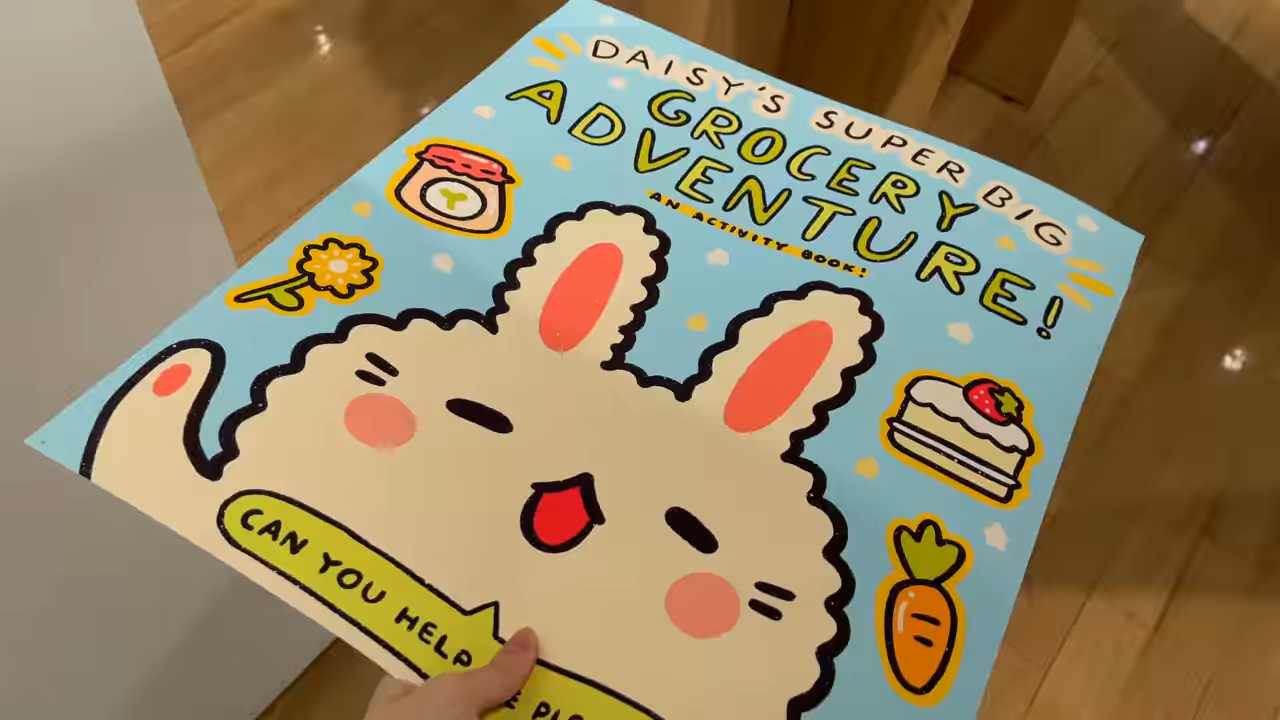 DAISY'S SUPER BIG
GROCERY
ADVENTURE!
AN ACTIVITY BOOK!
CAN YOU HELP